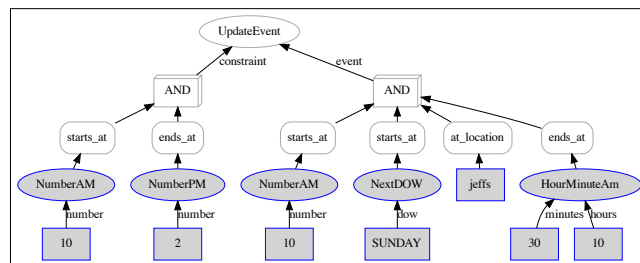 UpdateEvent
constraint event
AND AND
starts_at ends_at starts_at starts_at at_location ends_at
NumberAM NumberPM NumberAM NextDOW jeffs HourMinuteAm
number number number dow minutes hours
10 2 10 SUNDAY 30 10